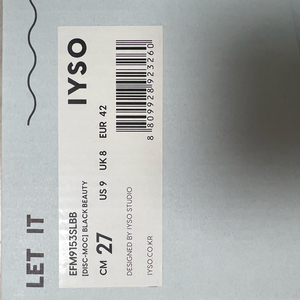 LET IT
IYSO
EFM9153SLBB
[DISC-MOC] BLACK BEAUTY
CM 27 US 9 UK 8 EUR 42
8 809928 923260
DESIGNED BY IYSO STUDIO
IYSO.CO.KR